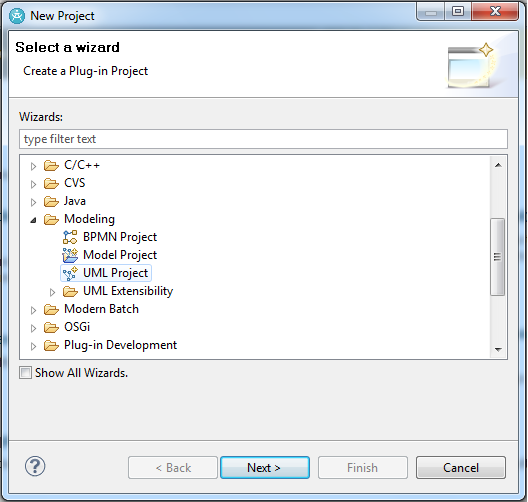 New Project
Select a wizard
Create a Plug-in Project
Wizards:
type filter text
C/C++
CVS
Java
Modeling
BPMN Project
Model Project
UML Project
UML Extensibility
Modern Batch
OSGi
Plug-in Development
Show All Wizards.
? < Back Next > Finish Cancel